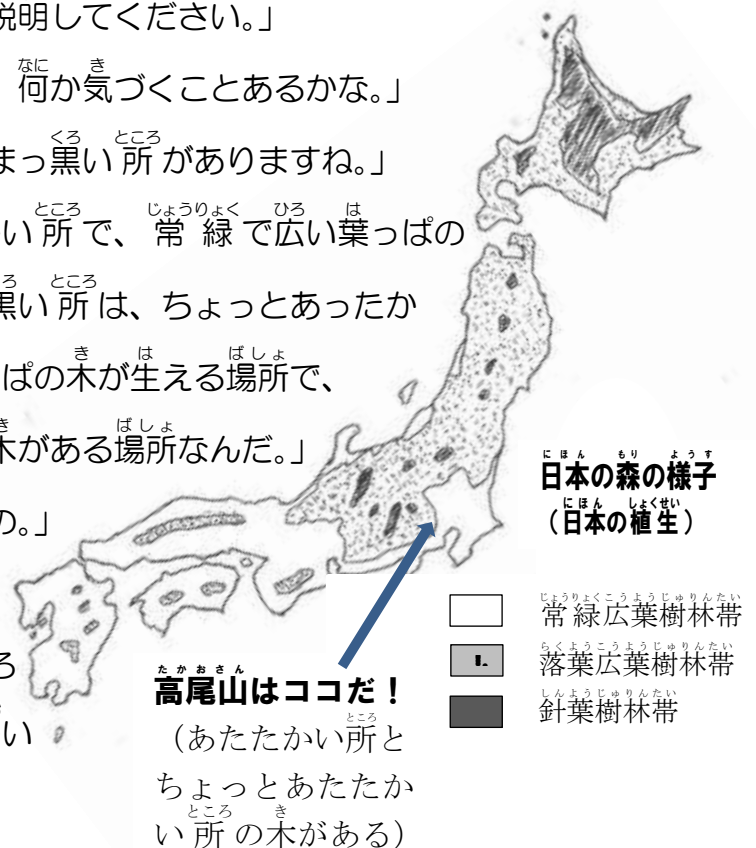 説明してください。」
何か気づくことあるかな。」
まっ黒い所がありますね。」
い所で、常緑で広い葉っぱの
黒い所は、ちょっとあったか
ぱの木が生える場所で、
木がある場所なんだ。」
の。」
ろ
い
日本の森の様子
（日本の植生）
常緑広葉樹林帯
落葉広葉樹林帯
針葉樹林帯
高尾山はココだ！
（あたたかい所と
ちょっとあたたか
い所の木がある）